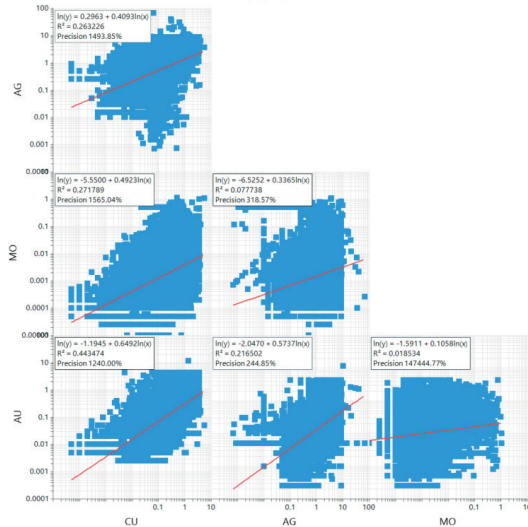 100
10
1
0.1
0.01
0.001
AG
ln(y) = 0.2963 + 0.4093ln(x)
R² = 0.263226
Precision 1493.85%
1
0.1
0.01
0.001
0.0001
MO
ln(y) = -5.5500 + 0.4923ln(x)
R² = 0.271789
Precision 1565.04%
ln(y) = -6.5252 + 0.3365ln(x)
R² = 0.077738
Precision 318.57%
10
1
0.1
0.01
0.001
0.0001
AU
ln(y) = -1.1945 + 0.6492ln(x)
R² = 0.443474
Precision 1240.00%
ln(y) = -2.0470 + 0.5737ln(x)
R² = 0.216502
Precision 244.85%
ln(y) = -1.5911 + 0.1058ln(x)
R² = 0.018534
Precision 147444.77%
0.1 1 10
0.1 1 10 100
0.1 1
CU AG MO